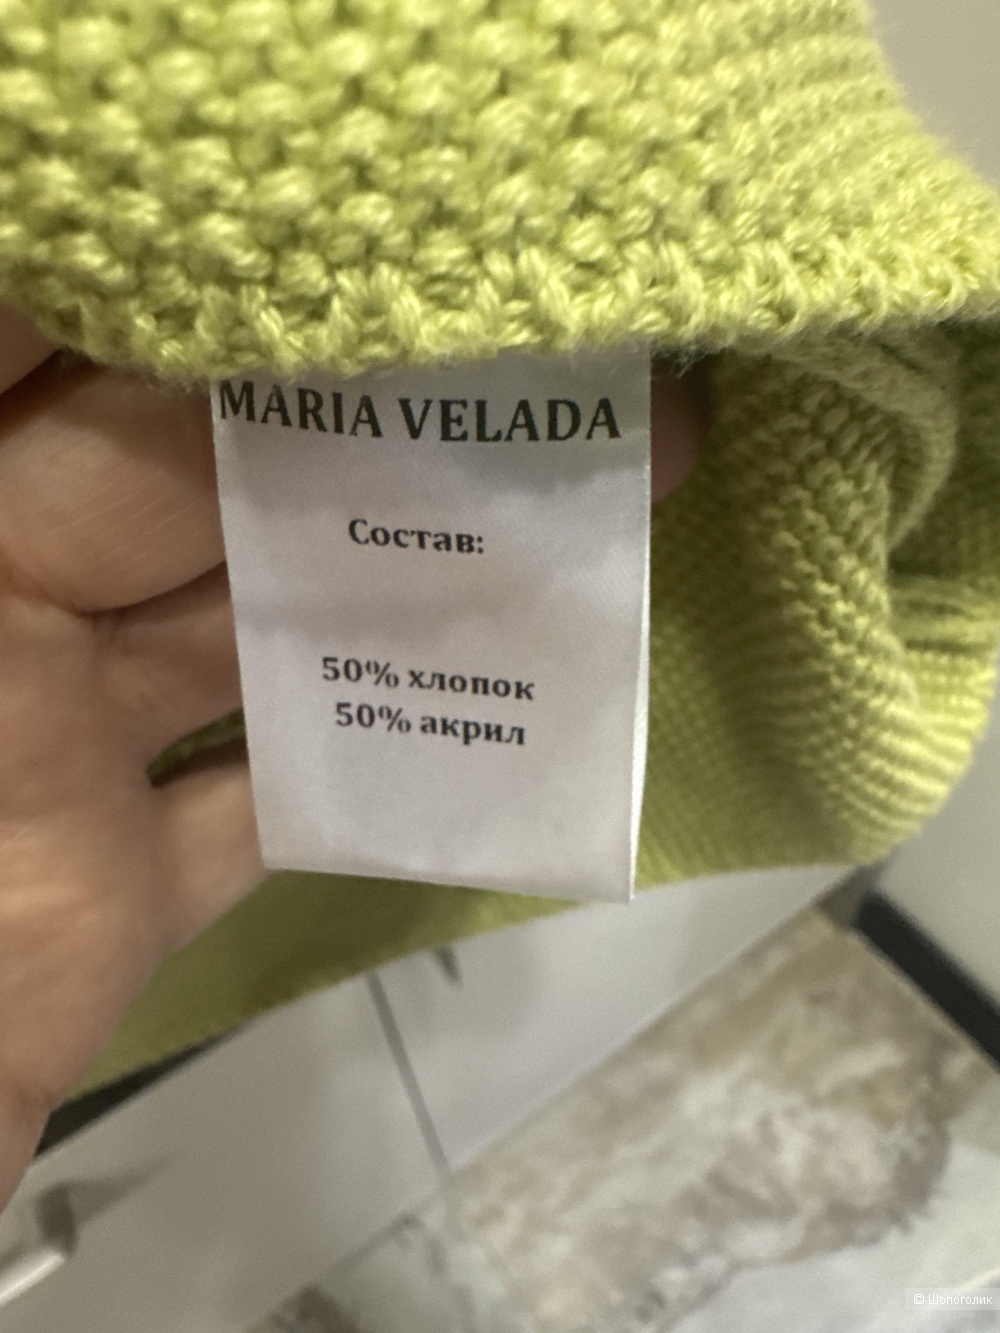 MARIA VELADA
Состав:
50% хлопок
50% акрил
© Шопоголик